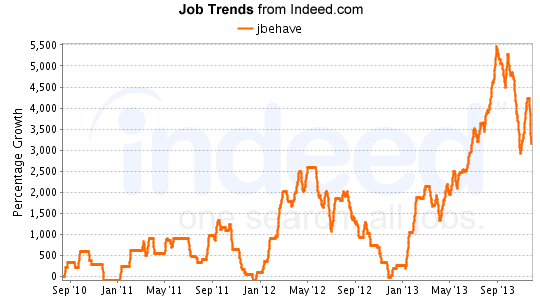 Job Trends from Indeed.com
jbehave
Percentage Growth
5,500
5,000
4,500
4,000
3,500
3,000
2,500
2,000
1,500
1,000
500
0
indeed
one search. all jobs
Sep '10 Jan '11 May '11 Sep '11 Jan '12 May '12 Sep '12 Jan '13 May '13 Sep '13